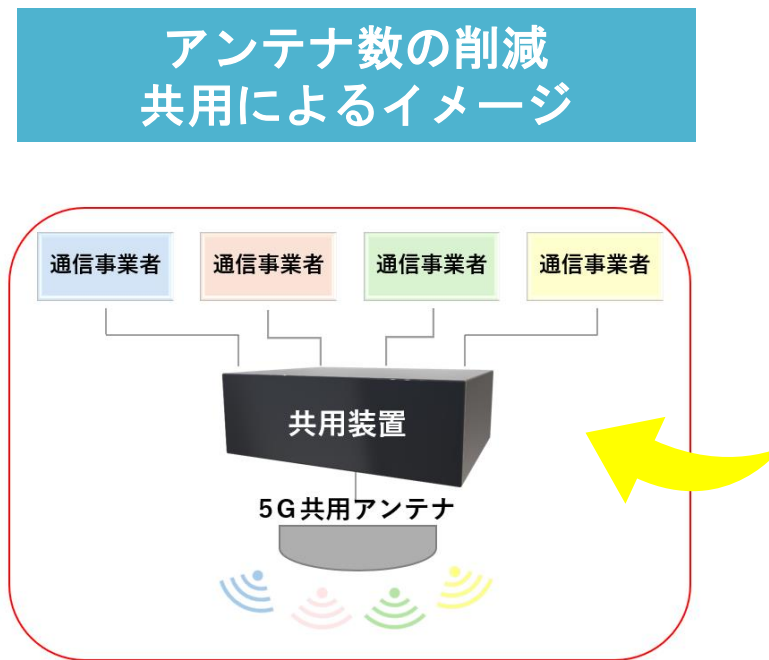 アンテナ数の削減
共用によるイメージ
通信事業者
通信事業者
通信事業者
通信事業者
共用装置
5G共用アンテナ